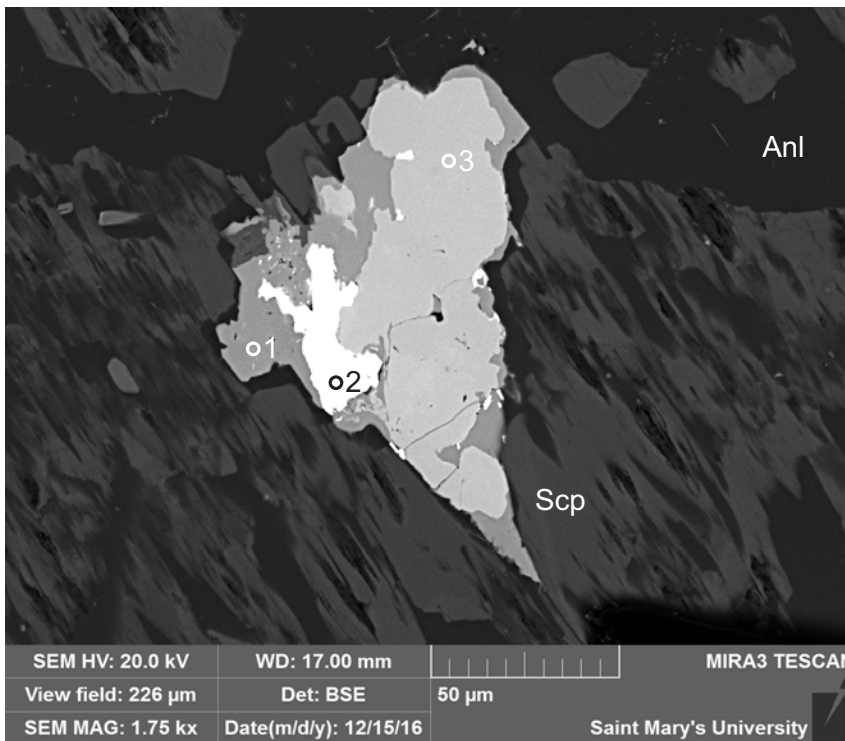 Anl
3
1
2
Scp
SEM HV: 20.0 kV WD: 17.00 mm MIRA3 TESCAN
View field: 226 µm Det: BSE 50 µm
SEM MAG: 1.75 kx Date(m/d/y): 12/15/16 Saint Mary's University